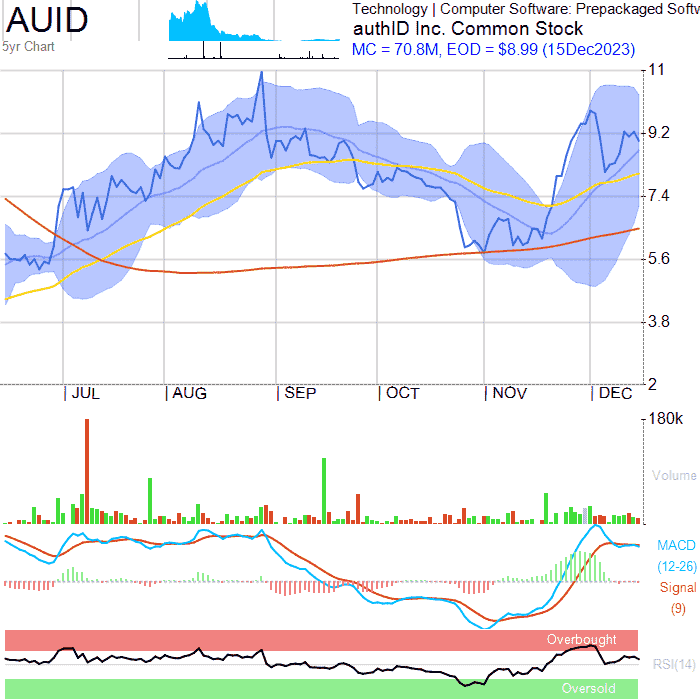 AUID
5yr Chart
Technology | Computer Software: Prepackaged Softw
authID Inc. Common Stock
MC = 70.8M, EOD = $8.99 (15Dec2023)
11
9.2
7.4
5.6
3.8
2
JUL AUG SEP OCT NOV DEC
180k
Volume
MACD
(12-26)
Signal
(9)
Overbought
RSI(14)
Oversold